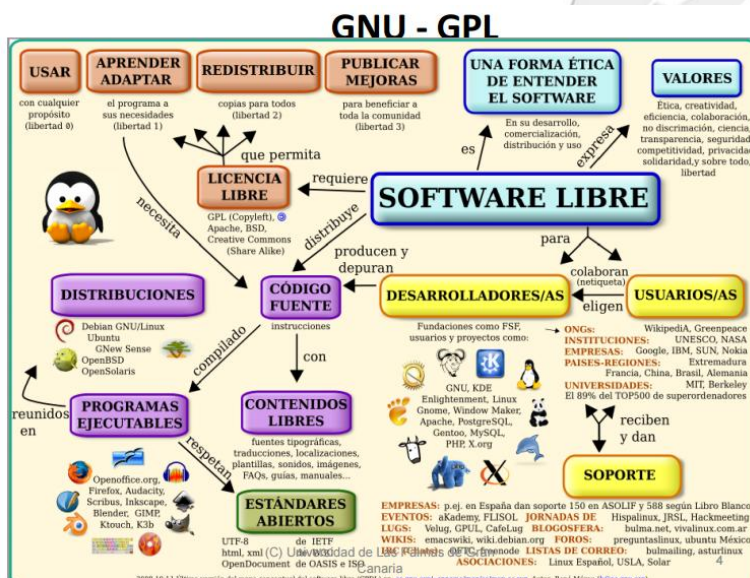 GNU - GPL
USAR
con cualquier
propósito
(libertad 0)
APRENDER
ADAPTAR
el programa a
sus necesidades
(libertad 1)
REDISTRIBUIR
copias para todos
(libertad 2)
PUBLICAR
MEJORAS
para beneficiar a
toda la comunidad
(libertad 3)
UNA FORMA ÉTICA
DE ENTENDER
EL SOFTWARE
En su desarrollo,
comercialización,
distribución y uso
VALORES
Ética, creatividad,
eficiencia, colaboración,
no discrimación, ciencia,
transparencia, seguridad
competitividad, privacidad
solidaridad,y sobre todo,
libertad
que permita
es
expresa
LICENCIA
LIBRE
GPL (Copyleft),
Apache, BSD,
Creative Commons
(Share Alike)
requiere
SOFTWARE LIBRE
necesita
distribuye
producen y
depuran
para
colaboran
(netiqueta)
eligen
DISTRIBUCIONES
Debian GNU/Linux
Ubuntu
GNew Sense
OpenBSD
OpenSolaris
CÓDIGO
FUENTE
instrucciones
DESARROLLADORES/AS
Fundaciones como FSF,
usuarios y proyectos como:
USUARIOS/AS
ONGs: WikipediA, Greenpeace
INSTITUCIONES: UNESCO, NASA
EMPRESAS: Google, IBM, SUN, Nokia
PAISES-REGIONES: Extremadura
Francia, China, Brasil, Alemania
UNIVERSIDADES: MIT, Berkeley
El 89% del TOP500 de superordenadores
GNU, KDE
Enlightenment, Linux
Gnome, Window Maker,
Apache, PostgreSQL,
Gentoo, MySQL,
PHP, X.org
compilado
con
reunidos
en
PROGRAMAS
EJECUTABLES
CONTENIDOS
LIBRES
fuentes tipográficas,
traducciones, localizaciones,
plantillas, sonidos, imágenes,
FAQs, guías, manuales...
reciben
y dan
SOPORTE
respetan
Openoffice.org,
Firefox, Audacity,
Scribus, Inkscape,
Blender, GIMP,
Ktouch, K3b
ESTÁNDARES
ABIERTOS
UTF-8 de IETF
html, xml de W3C
OpenDocument de OASIS e ISO
EMPRESAS: p.ej. en España dan soporte 150 en ASOLIF y 588 según Libro Blanco
EVENTOS: aKademy, FLISOL JORNADAS DE Hispalinux, JRSL, Hackmeeting
LUGS: Velug, GPUL, Cafelug BLOGOSFERA: bulma.net, vivalinux.com.ar
WIKIS: emacswiki, wiki.debian.org FOROS: preguntaslinux, ubuntu México
OFTC, freenode LISTAS DE CORREO: bulmailing, asturlinux
ASOCIACIONES: Linux Español, USLA, Solar
(C) Universidad de Las Palmas de Gran
Canaria
4